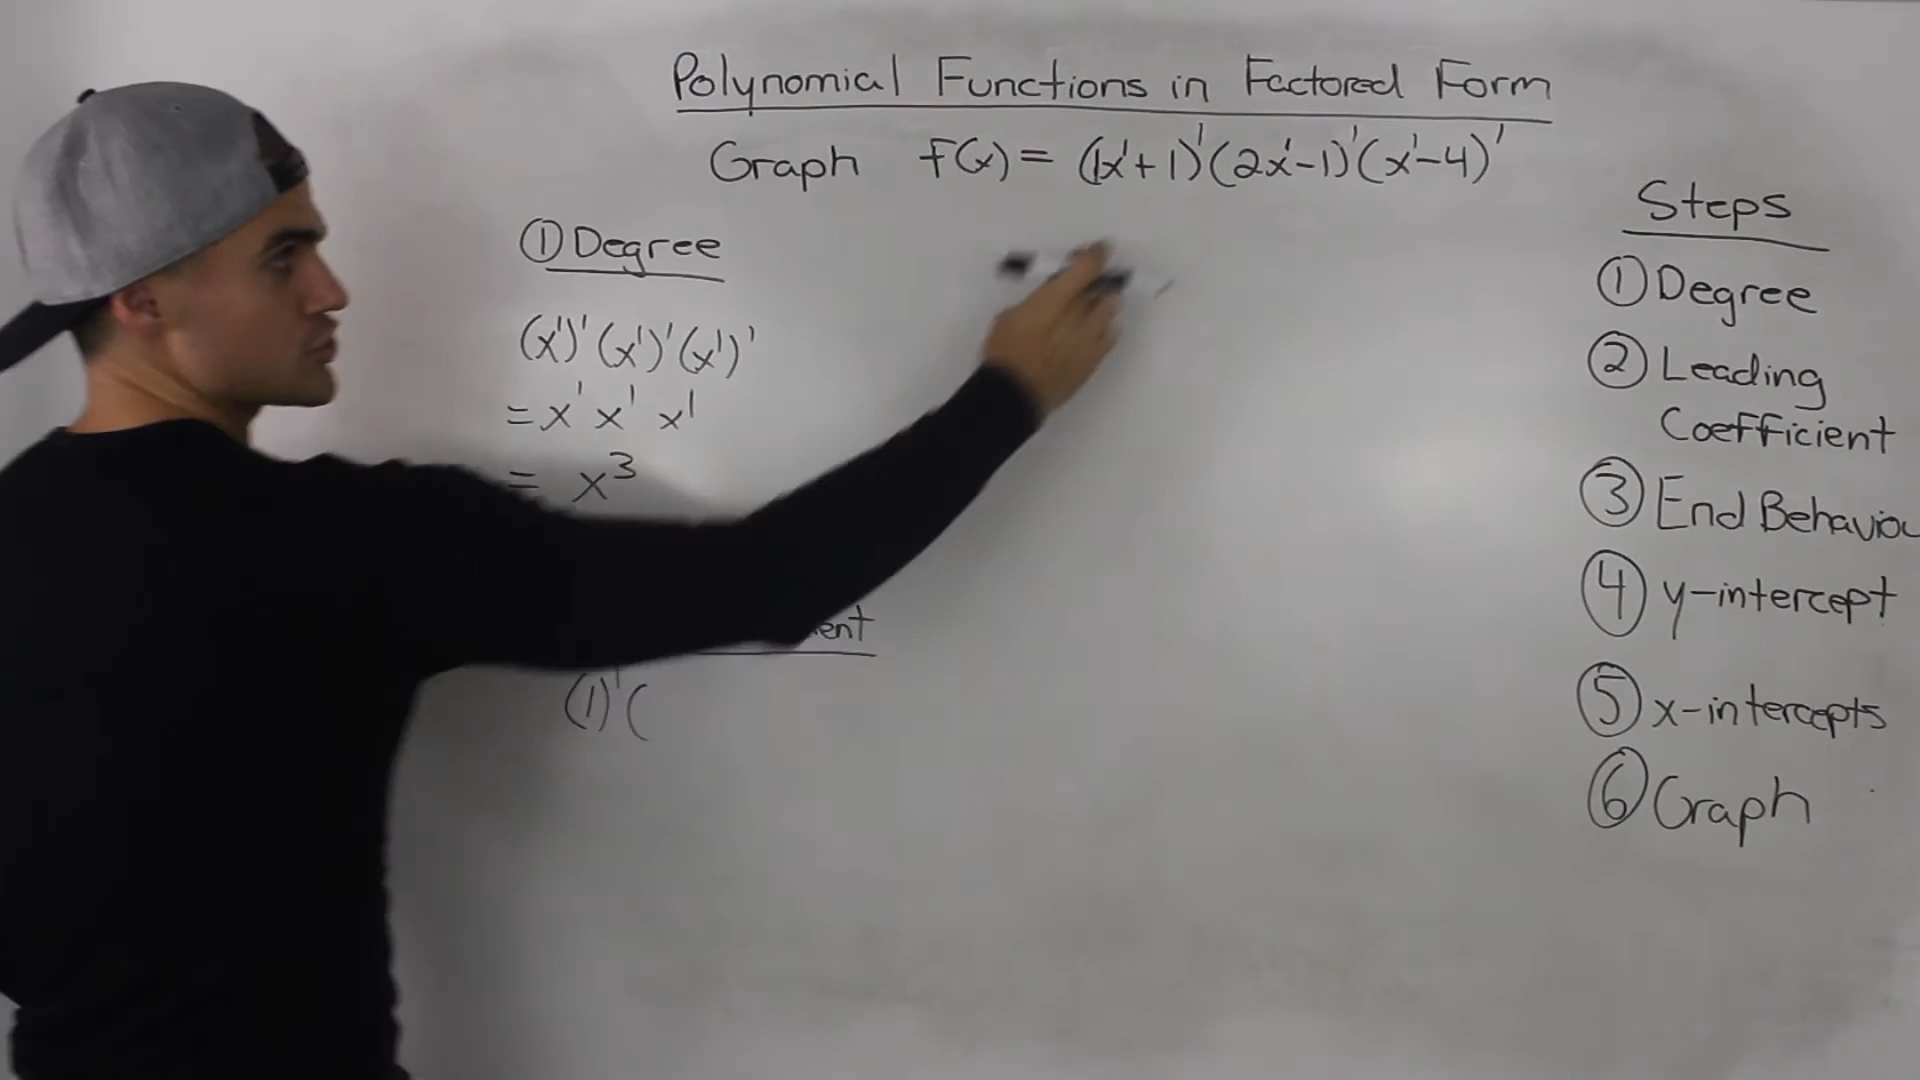 Polynomial Functions in Factored Form
Graph f(x) = (1x¹+1)¹(2x¹-1)¹(x¹-4)¹
① Degree
(x¹)¹(x¹)¹(x¹)¹
= x¹ x¹ x¹
= x³
(1)¹(
Steps
① Degree
② Leading
Coefficient
③ End Behaviou
④ y-intercept
⑤ x-intercepts
⑥ Graph